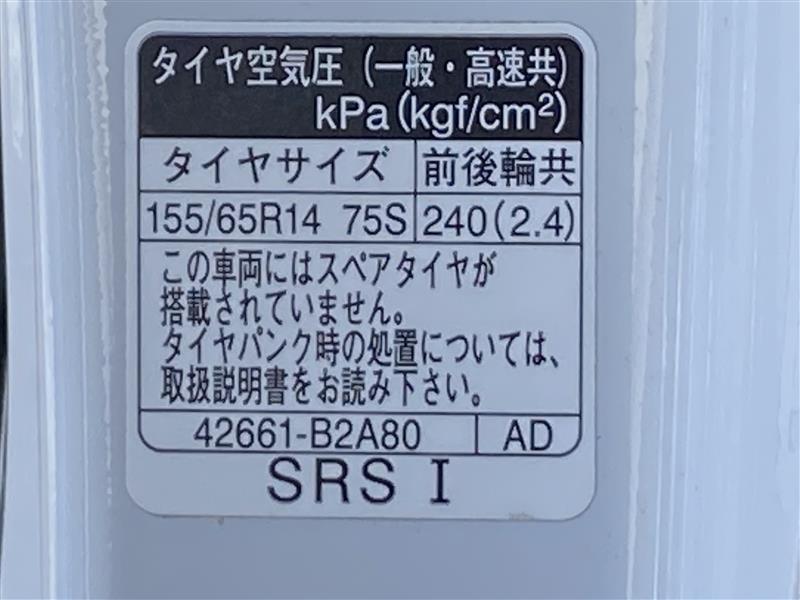 タイヤ空気圧（一般・高速共）
kPa(kgf/cm²)
タイヤサイズ 前後輪共
155/65R14 75S 240(2.4)
この車両にはスペアタイヤが
搭載されていません。
タイヤパンク時の処置については、
取扱説明書をお読み下さい。
42661-B2A80 AD
SRS I